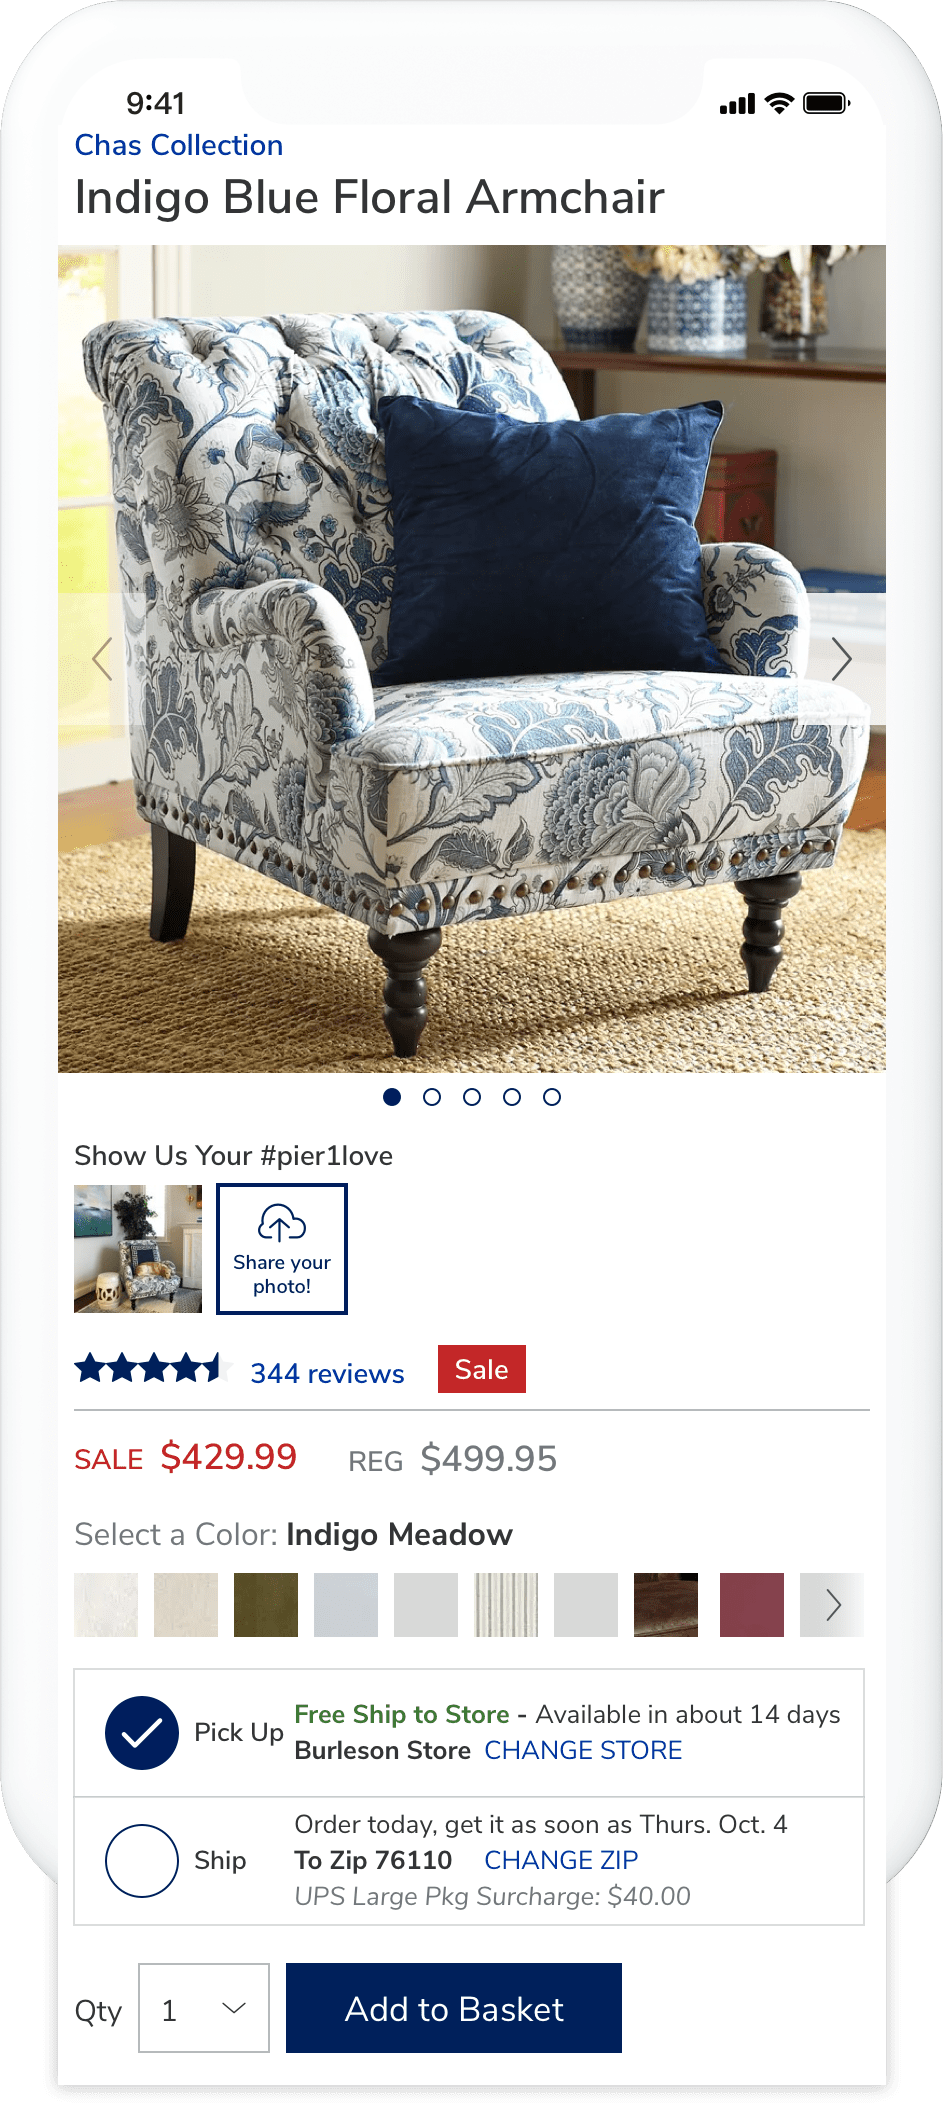 9:41
Chas Collection
Indigo Blue Floral Armchair
Show Us Your #pier1love
Share your
photo!
344 reviews
Sale
SALE $429.99 REG $499.95
Select a Color: Indigo Meadow
Pick Up
Free Ship to Store - Available in about 14 days
Burleson Store CHANGE STORE
Ship
Order today, get it as soon as Thurs. Oct. 4
To Zip 76110 CHANGE ZIP
UPS Large Pkg Surcharge: $40.00
Qty 1 Add to Basket